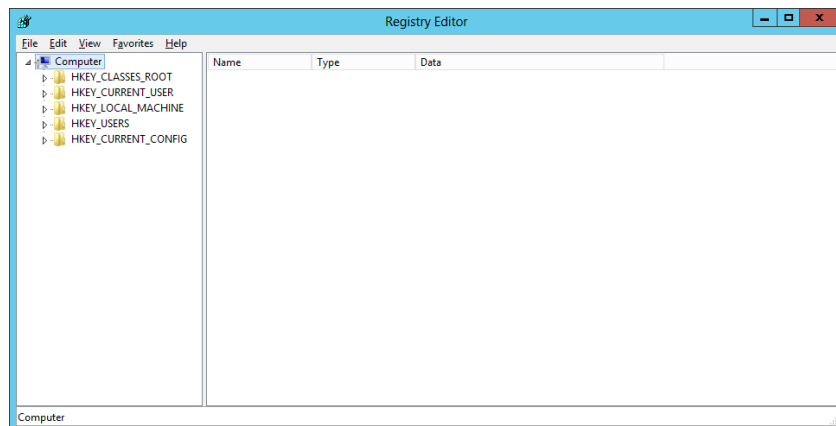 Registry Editor
File Edit View Favorites Help
Computer
HKEY_CLASSES_ROOT
HKEY_CURRENT_USER
HKEY_LOCAL_MACHINE
HKEY_USERS
HKEY_CURRENT_CONFIG
Name Type Data
Computer